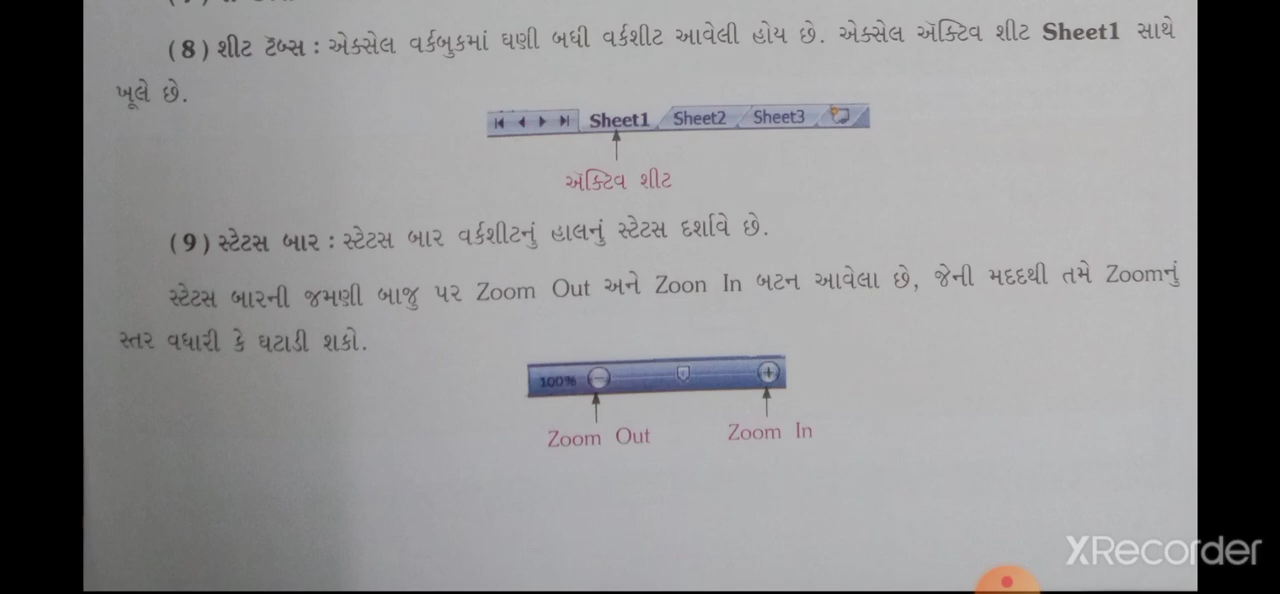 (8) શીટ ટૅબ્સ : એક્સેલ વર્કબુકમાં ઘણી બધી વર્કશીટ આવેલી હોય છે. એક્સેલ ઍક્ટિવ શીટ Sheet1 સાથે
ખૂલે છે.
Sheet1 Sheet2 Sheet3
ઍક્ટિવ શીટ
(9) સ્ટેટસ બાર : સ્ટેટસ બાર વર્કશીટનું હાલનું સ્ટેટસ દર્શાવે છે.
સ્ટેટસ બારની જમણી બાજુ પર Zoom Out અને Zoon In બટન આવેલા છે, જેની મદદથી તમે Zoomનું
સ્તર વધારી કે ઘટાડી શકો.
100%
Zoom Out Zoom In
XRecorder